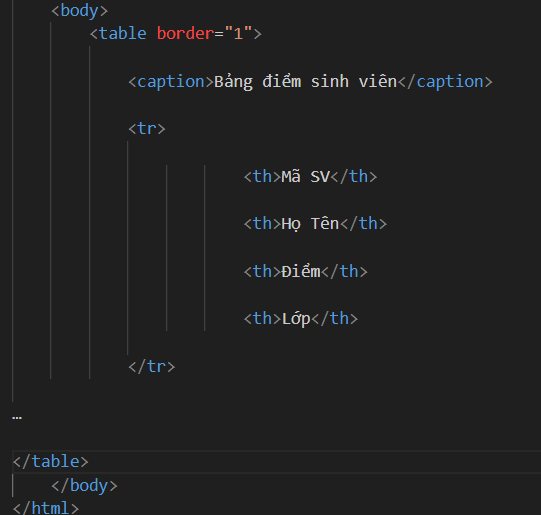 <body>
<table border="1">
<caption>Bảng điểm sinh viên</caption>
<tr>
<th>Mã SV</th>
<th>Họ Tên</th>
<th>Điểm</th>
<th>Lớp</th>
</tr>
…
</table>
</body>
</html>